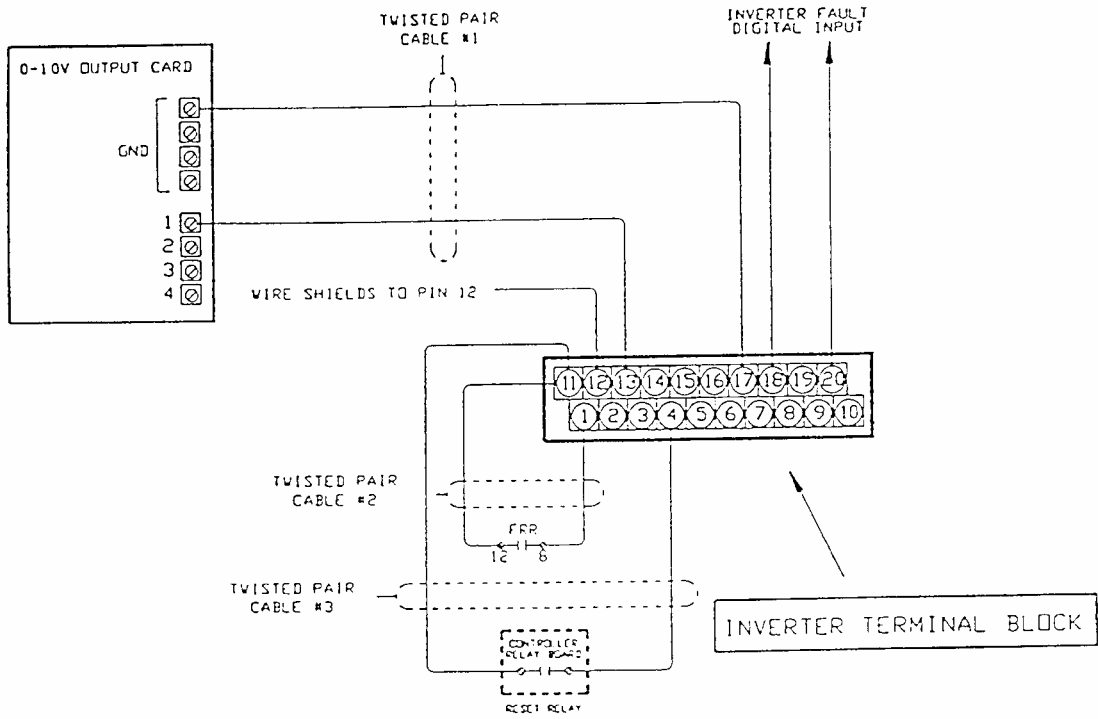 TWISTED PAIR
CABLE #1
INVERTER FAULT
DIGITAL INPUT
0-10V OUTPUT CARD
GND
1
2
3
4
WIRE SHIELDS TO PIN 12
11 12 13 14 15 16 17 18 19 20
1 2 3 4 5 6 7 8 9 10
TWISTED PAIR
CABLE #2
FRR
12 8
TWISTED PAIR
CABLE #3
INVERTER TERMINAL BLOCK
CONTROLLER
RELAY BOARD
RESET RELAY